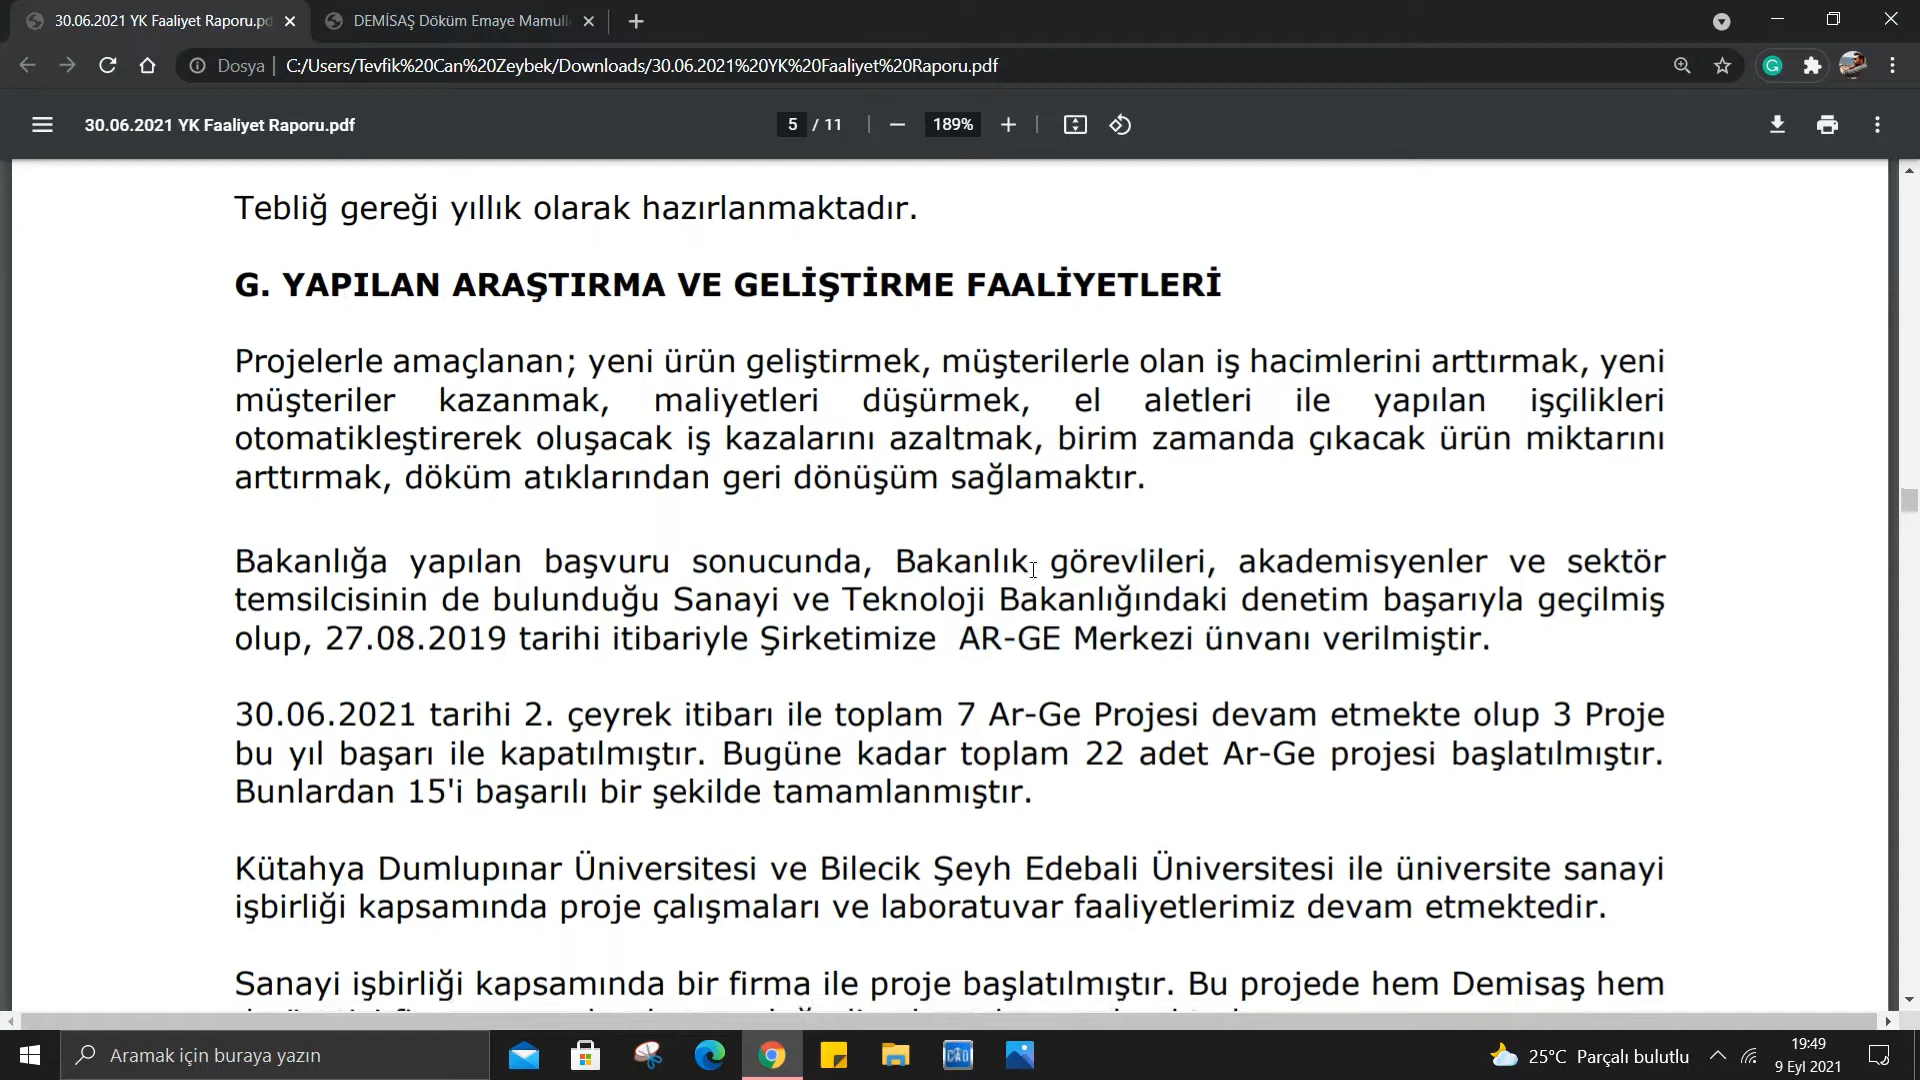 30.06.2021 YK Faaliyet Raporu.pd
DEMİSAŞ Döküm Emaye Mamull
Dosya
C:/Users/Tevfik%20Can%20Zeybek/Downloads/30.06.2021%20YK%20Faaliyet%20Raporu.pdf
30.06.2021 YK Faaliyet Raporu.pdf
5 / 11
189%
Tebliğ gereği yıllık olarak hazırlanmaktadır.
G. YAPILAN ARAŞTIRMA VE GELİŞTİRME FAALİYETLERİ
Projelerle amaçlanan; yeni ürün geliştirmek, müşterilerle olan iş hacimlerini arttırmak, yeni
müşteriler kazanmak, maliyetleri düşürmek, el aletleri ile yapılan işçilikleri
otomatikleştirerek oluşacak iş kazalarını azaltmak, birim zamanda çıkacak ürün miktarını
arttırmak, döküm atıklarından geri dönüşüm sağlamaktır.
Bakanlığa yapılan başvuru sonucunda, Bakanlık görevlileri, akademisyenler ve sektör
temsilcisinin de bulunduğu Sanayi ve Teknoloji Bakanlığındaki denetim başarıyla geçilmiş
olup, 27.08.2019 tarihi itibariyle Şirketimize AR-GE Merkezi ünvanı verilmiştir.
30.06.2021 tarihi 2. çeyrek itibarı ile toplam 7 Ar-Ge Projesi devam etmekte olup 3 Proje
bu yıl başarı ile kapatılmıştır. Bugüne kadar toplam 22 adet Ar-Ge projesi başlatılmıştır.
Bunlardan 15'i başarılı bir şekilde tamamlanmıştır.
Kütahya Dumlupınar Üniversitesi ve Bilecik Şeyh Edebali Üniversitesi ile üniversite sanayi
işbirliği kapsamında proje çalışmaları ve laboratuvar faaliyetlerimiz devam etmektedir.
Sanayi işbirliği kapsamında bir firma ile proje başlatılmıştır. Bu projede hem Demisaş hem
Aramak için buraya yazın
CAD
25°C Parçalı bulutlu
19:49
9 Eyl 2021